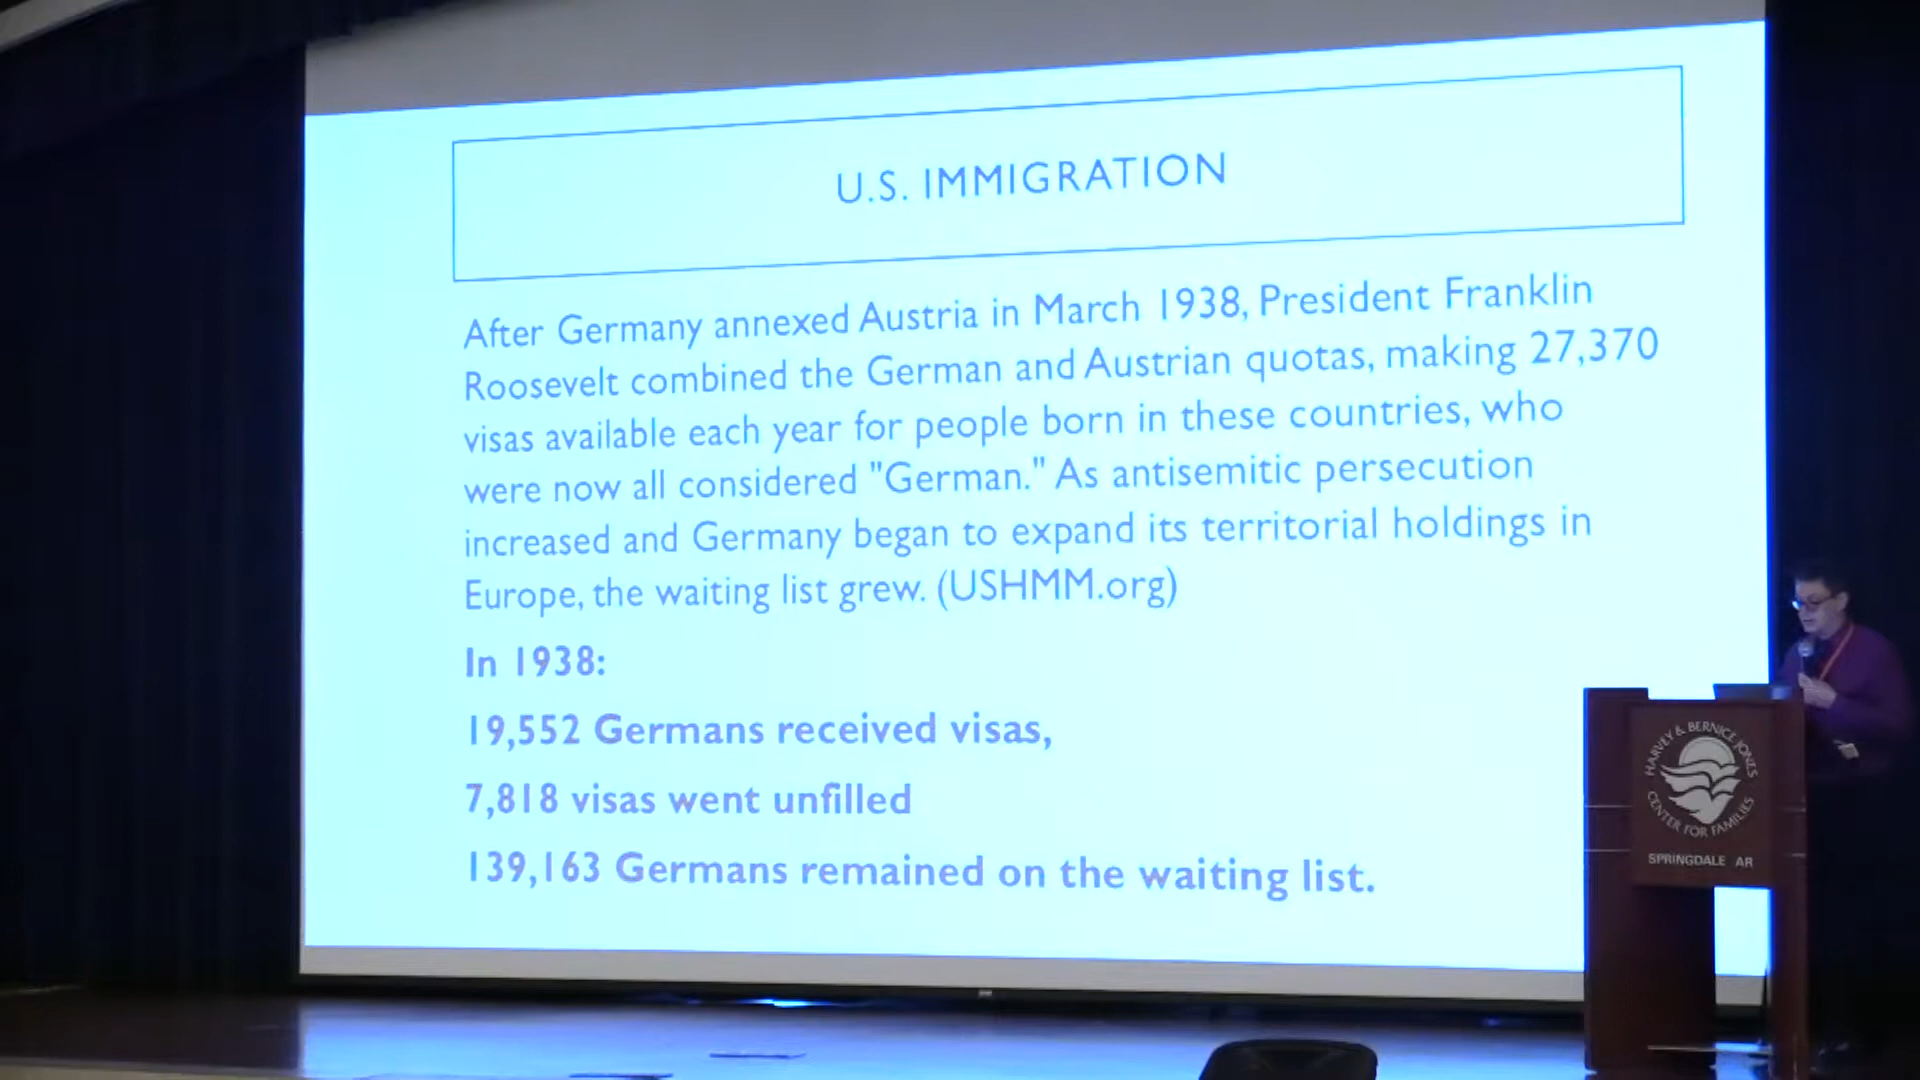 U.S. IMMIGRATION
After Germany annexed Austria in March 1938, President Franklin
Roosevelt combined the German and Austrian quotas, making 27,370
visas available each year for people born in these countries, who
were now all considered "German." As antisemitic persecution
increased and Germany began to expand its territorial holdings in
Europe, the waiting list grew. (USHMM.org)
In 1938:
19,552 Germans received visas,
7,818 visas went unfilled
139,163 Germans remained on the waiting list.
HARVEY & BERNICE JONES
CENTER FOR FAMILIES
SPRINGDALE AR